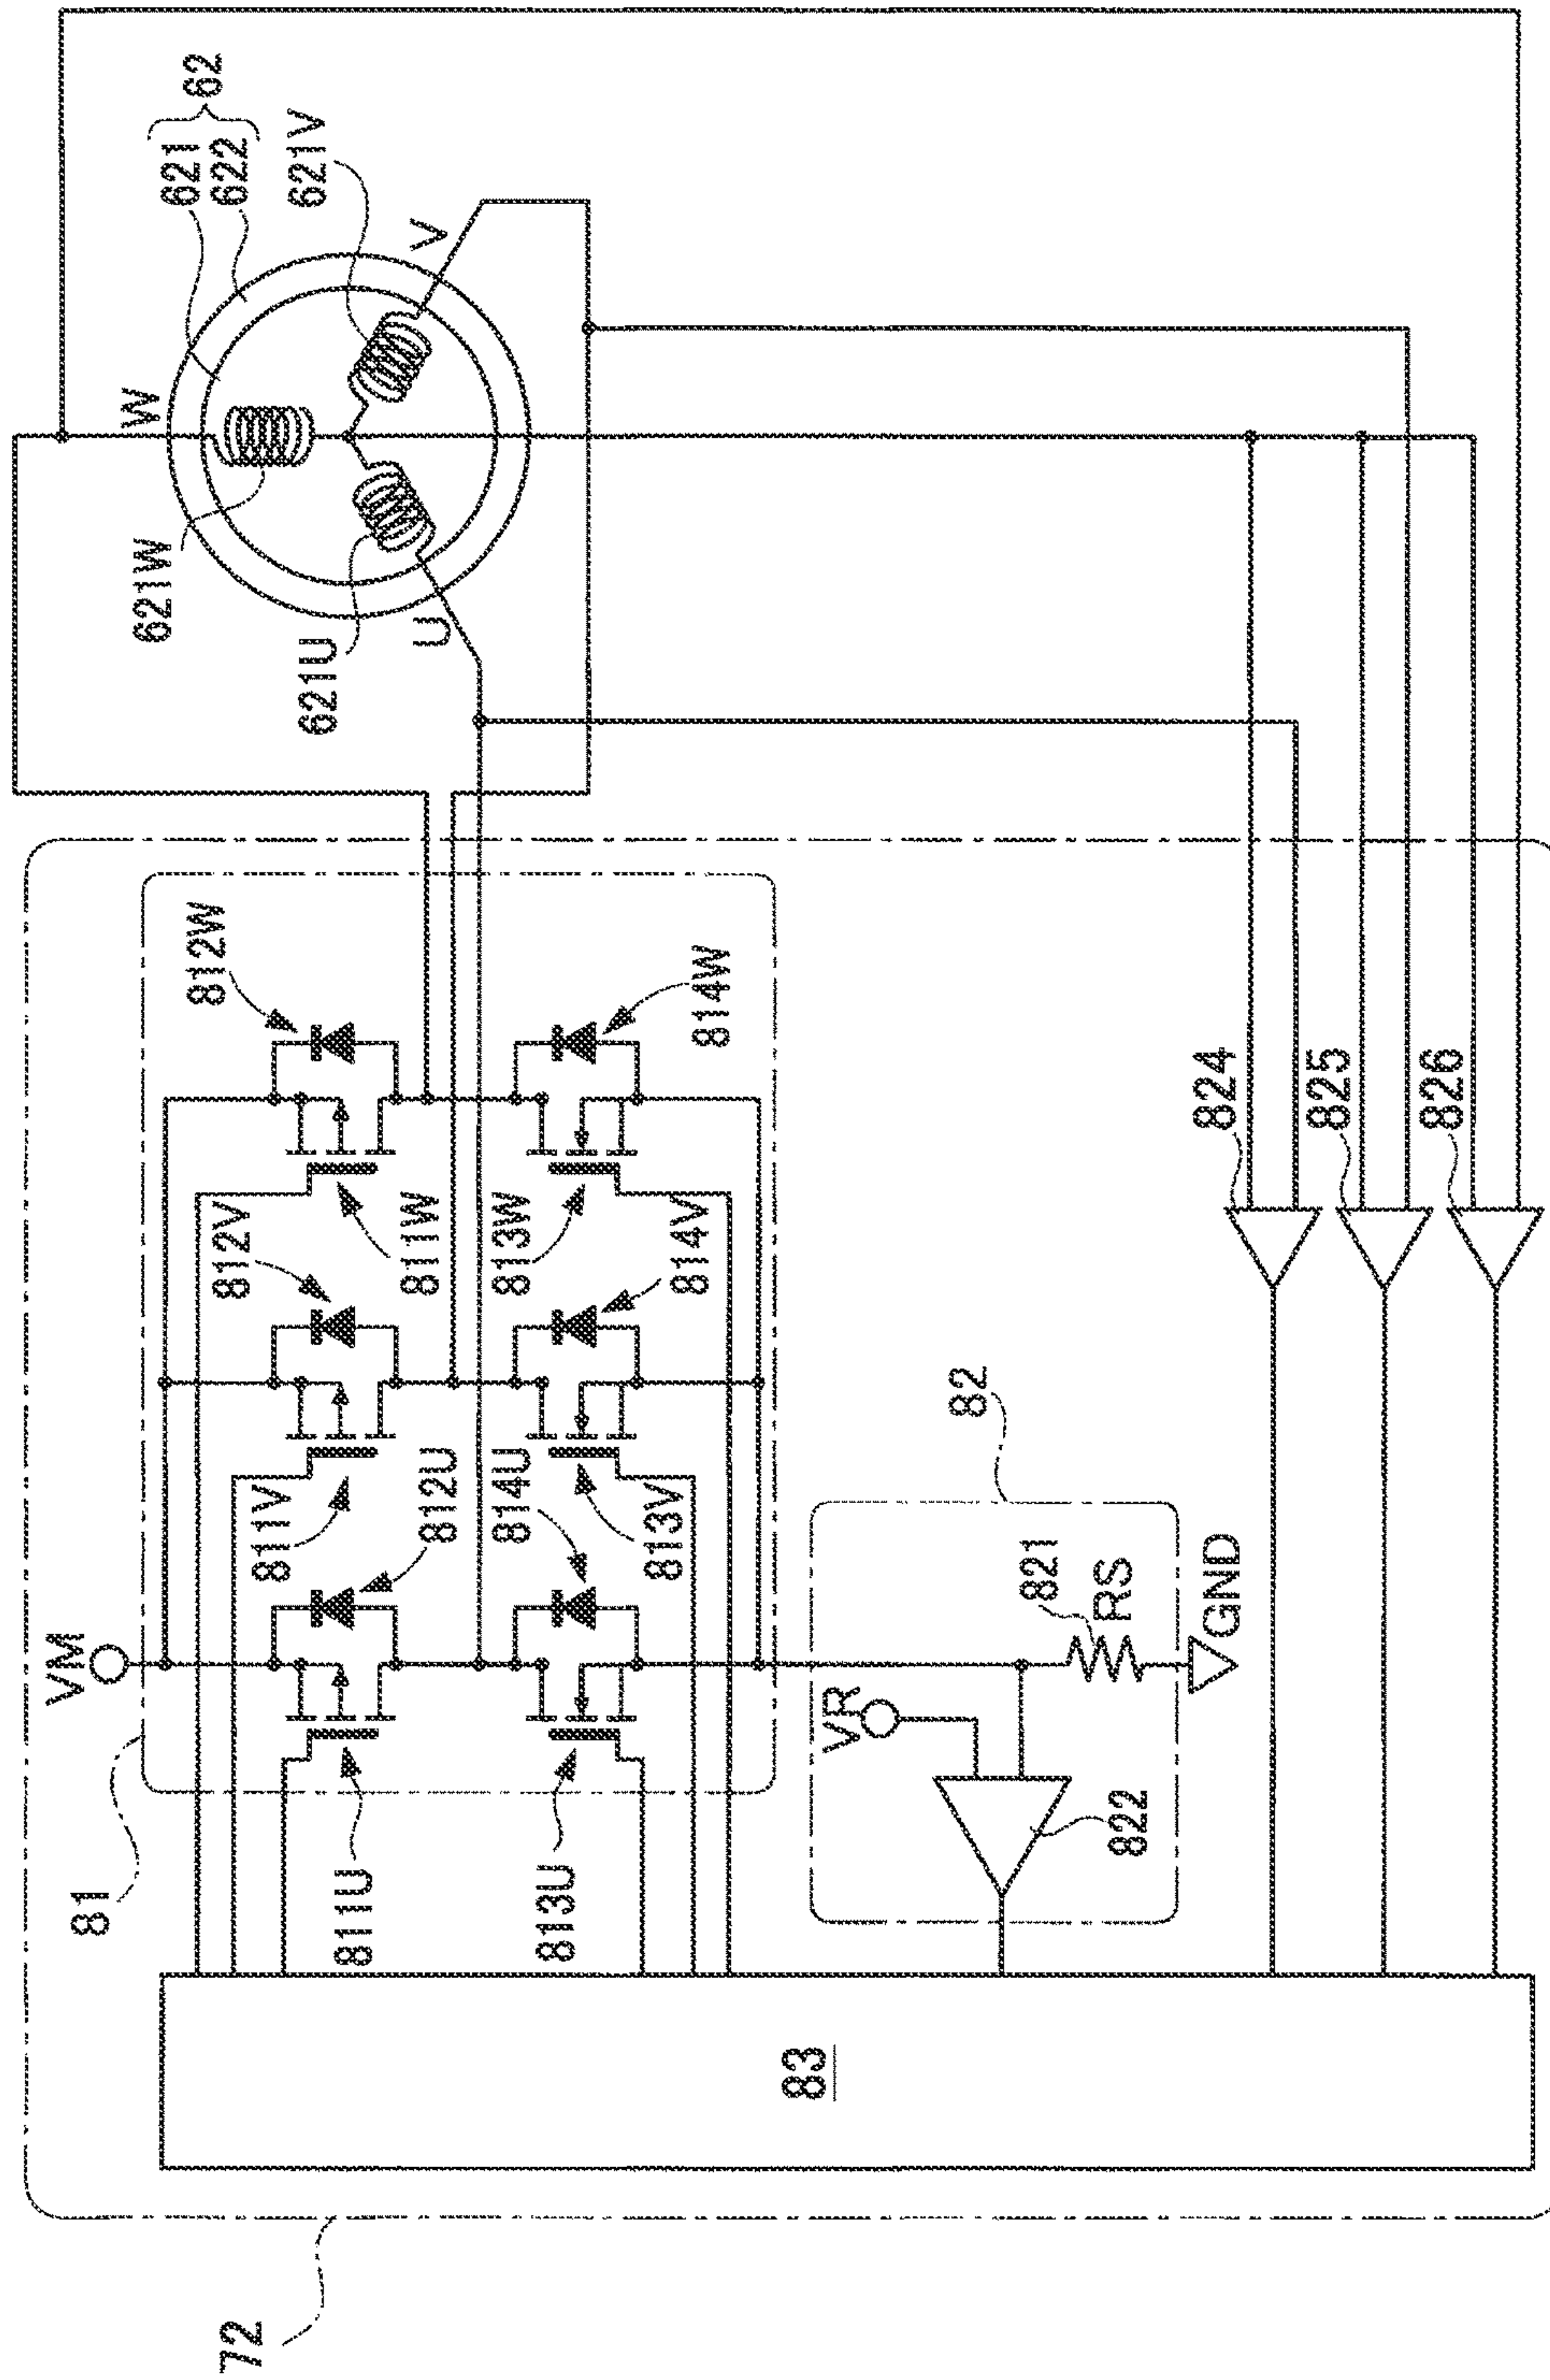 72
81
VM
83
811U
813U
812U
814U
811V
813V
812V
814V
811W
813W
812W
814W
82
VR
822
821
RS
GND
824
825
826
62
621
622
621V
621W
621U
W
V
U